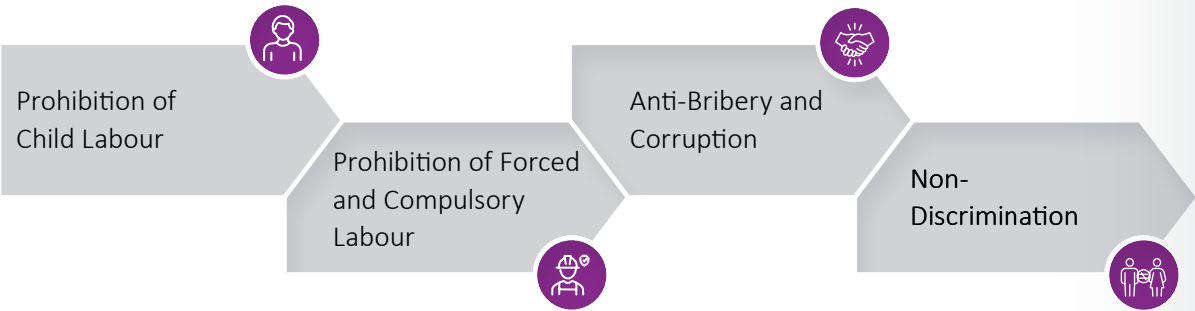 Prohibition of
Child Labour
Prohibition of Forced
and Compulsory
Labour
Anti-Bribery and
Corruption
Non-
Discrimination